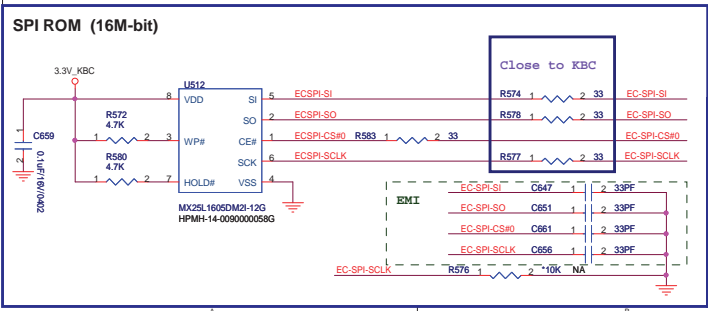 SPI ROM (16M-bit)
3.3V_KBC
U512
Close to KBC
8 VDD SI 5 ECSPI-SI R574 1 2 33 EC-SPI-SI
R572
4.7K
SO 2 ECSPI-SO R578 1 2 33 EC-SPI-SO
1 C659 1 2 3 WP# CE# 1 ECSPI-CS#0 R583 1 2 33 EC-SPI-CS#0
R580
4.7K
SCK 6 ECSPI-SCLK R577 1 2 33 EC-SPI-SCLK
2 0.1uF/16V/0402
1 2 7 HOLD# VSS 4
MX25L1605DM2I-12G
HPMH-14-0090000058G
EMI
EC-SPI-SI C647 1 2 33PF
EC-SPI-SO C651 1 2 33PF
EC-SPI-CS#0 C661 1 2 33PF
EC-SPI-SCLK C656 1 2 33PF
EC-SPI-SCLK R576 1 2 *10K NA